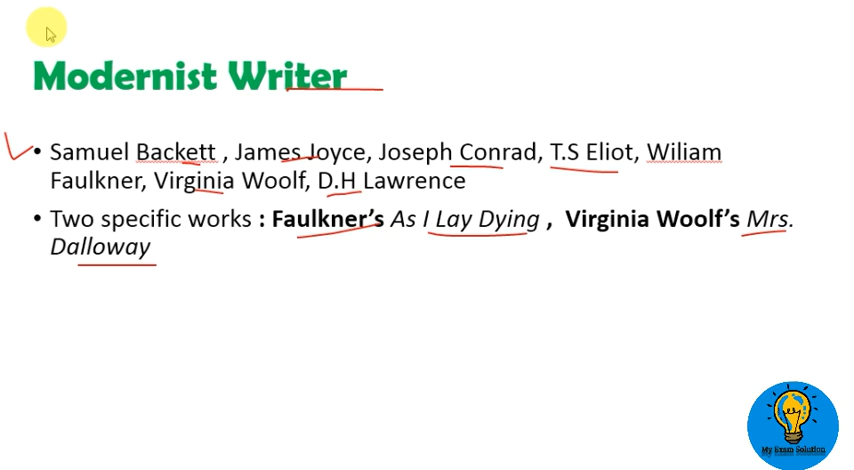 Modernist Writer
• Samuel Backett , James Joyce, Joseph Conrad, T.S Eliot, Wiliam
Faulkner, Virginia Woolf, D.H Lawrence
• Two specific works : Faulkner’s As I Lay Dying , Virginia Woolf’s Mrs.
Dalloway
My Exam Solution